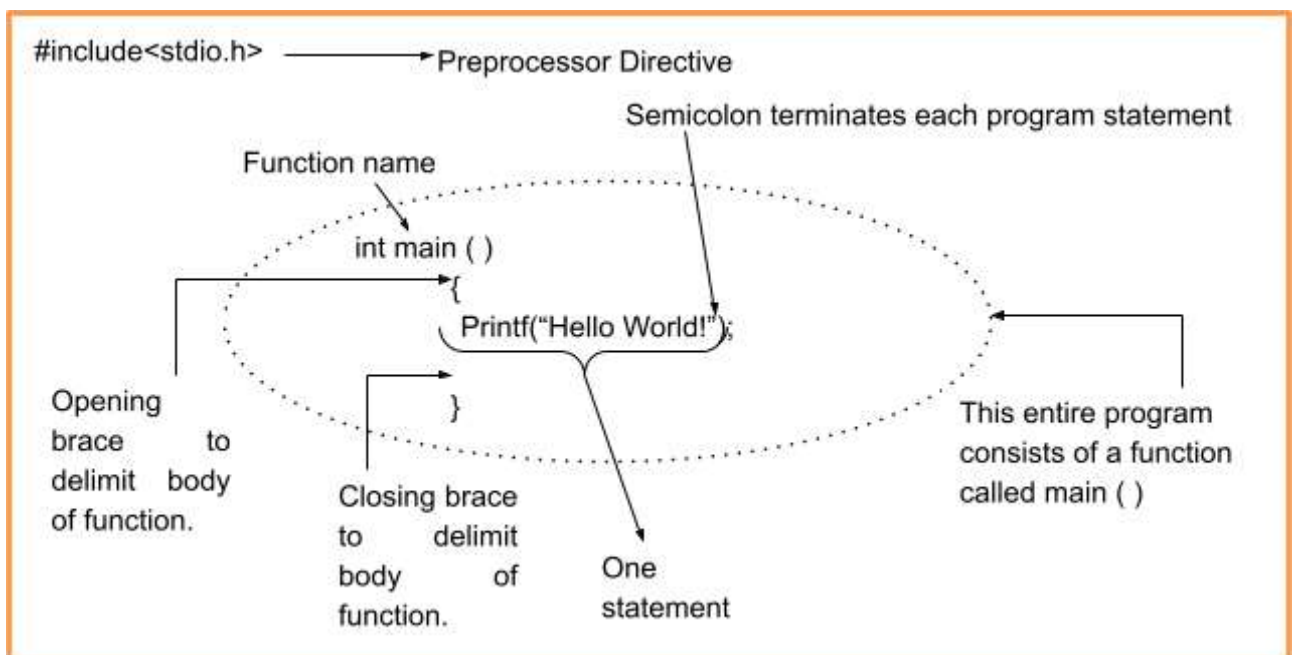 #include<stdio.h>
Preprocessor Directive
Semicolon terminates each program statement
Function name
int main ( )
{
Printf(“Hello World!”);
}
Opening
brace to
delimit body
of function.
Closing brace
to delimit
body of
function.
One
statement
This entire program
consists of a function
called main ( )